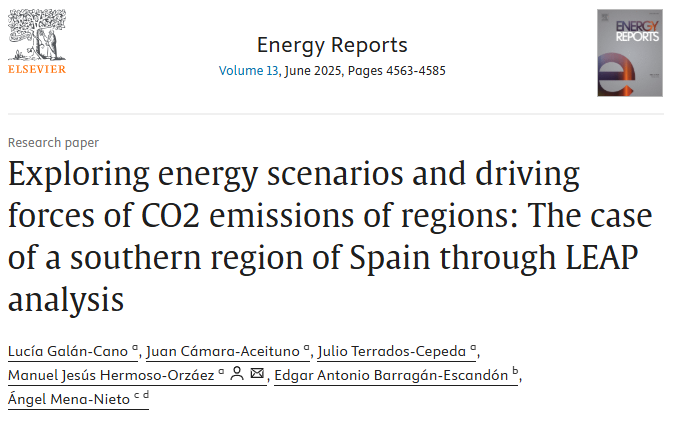 ELSEVIER
Energy Reports
Volume 13, June 2025, Pages 4563-4585
ENERGY
REPORTS
Research paper
Exploring energy scenarios and driving
forces of CO2 emissions of regions: The case
of a southern region of Spain through LEAP
analysis
Lucía Galán-Cano a, Juan Cámara-Aceituno a, Julio Terrados-Cepeda a,
Manuel Jesús Hermoso-Orzáez a, Edgar Antonio Barragán-Escandón b,
Ángel Mena-Nieto c d